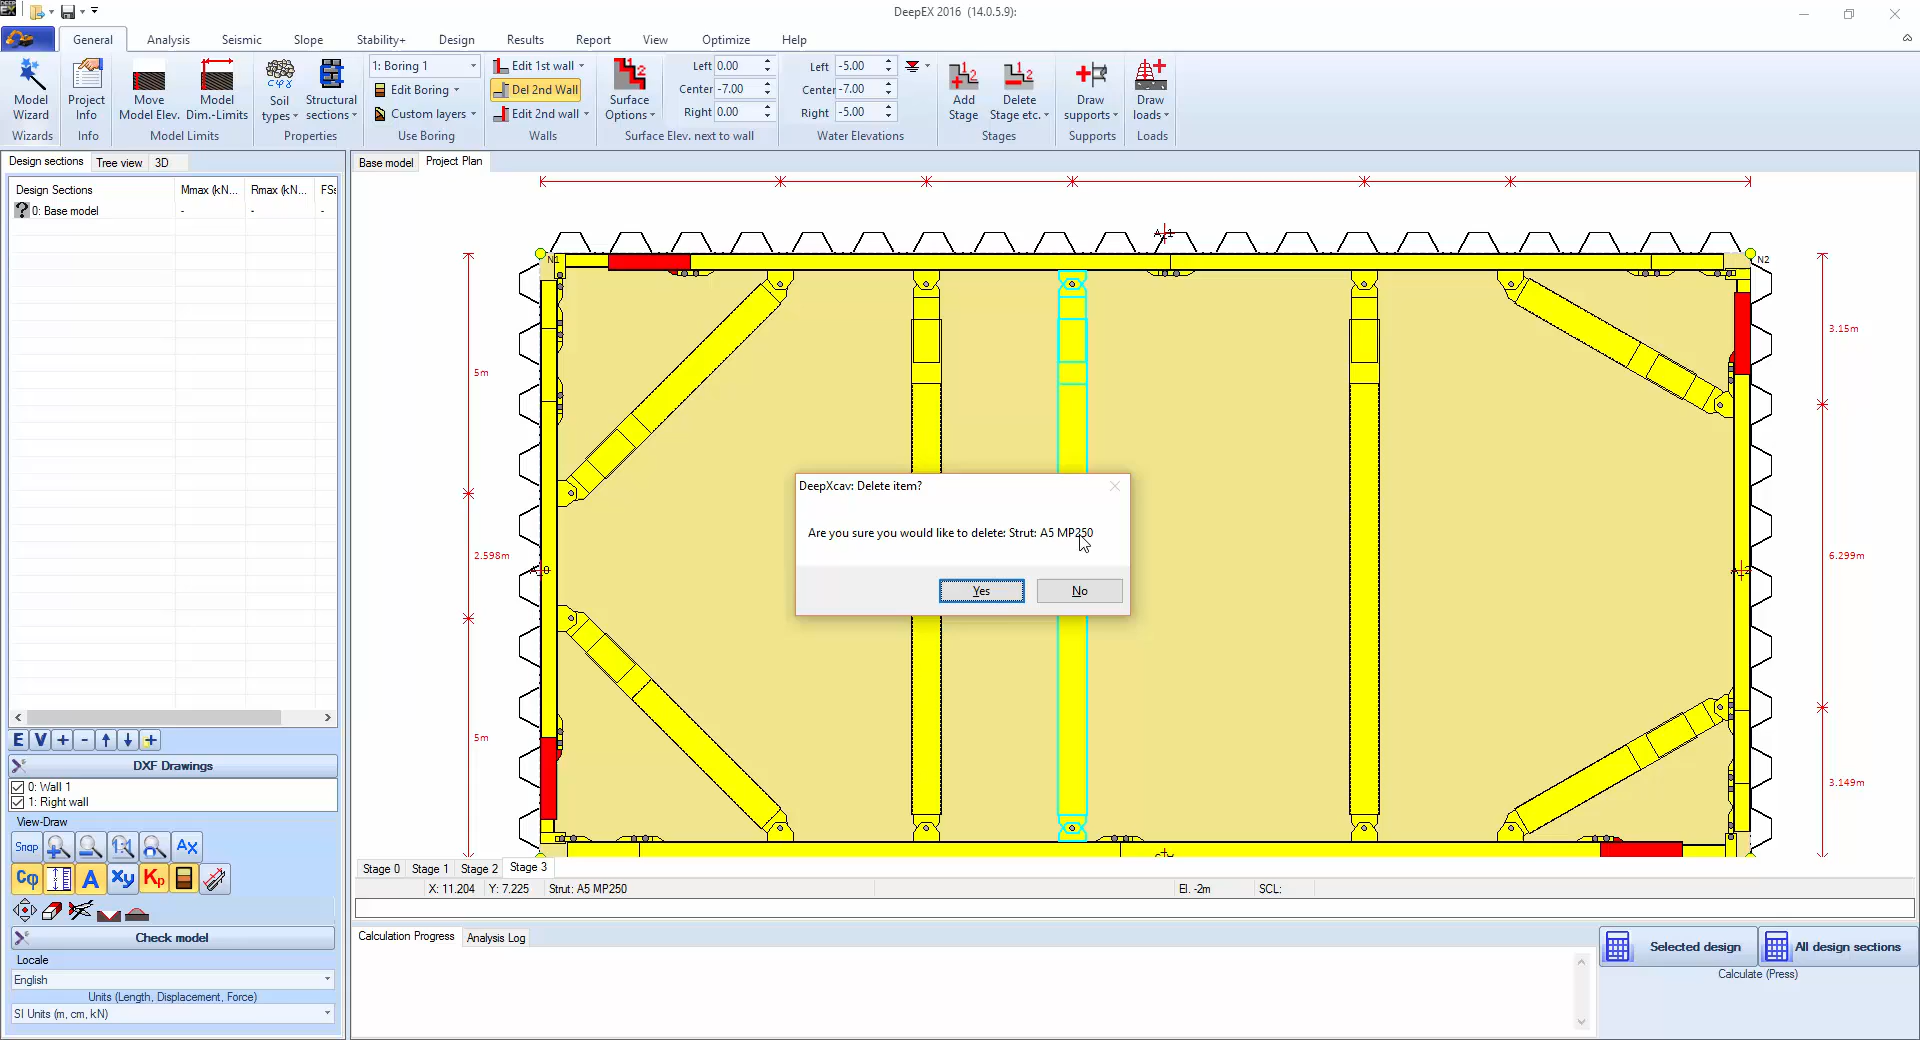 DeepEX 2016 (14.0.5.9):
General Analysis Seismic Slope Stability+ Design Results Report View Optimize Help
Model Wizard
Wizards
Project Info
Info
Move Model Elev.
Model Dim.-Limits
Model Limits
Soil types
Structural sections
Properties
1: Boring 1
Edit Boring
Custom layers
Use Boring
Edit 1st wall
Del 2nd Wall
Edit 2nd wall
Walls
Surface Options
Left 0.00
Center -7.00
Right 0.00
Surface Elev. next to wall
Left -5.00
Center -7.00
Right -5.00
Water Elevations
Add Stage
Delete Stage etc.
Stages
Draw supports
Supports
Draw loads
Loads
Design sections Tree view 3D
Base model Project Plan
Design Sections Mmax (kN... Rmax (kN... FS
0: Base model - - -
N1
N2
5m
2.598m
5m
3.15m
6.299m
3.149m
DeepXcav: Delete item?
Are you sure you would like to delete: Strut: A5 MP250
Yes No
E V
DXF Drawings
0: Wall 1
1: Right wall
View-Draw
Snap
1:1
Ax
Cφ
A
Xy
Kp
Check model
Locale
English
Units (Length, Displacement, Force)
SI Units (m, cm, kN)
Stage 0 Stage 1 Stage 2 Stage 3
X: 11.204 Y: 7.225 Strut: A5 MP250 El. -2m SCL:
Calculation Progress Analysis Log
Selected design All design sections
Calculate (Press)